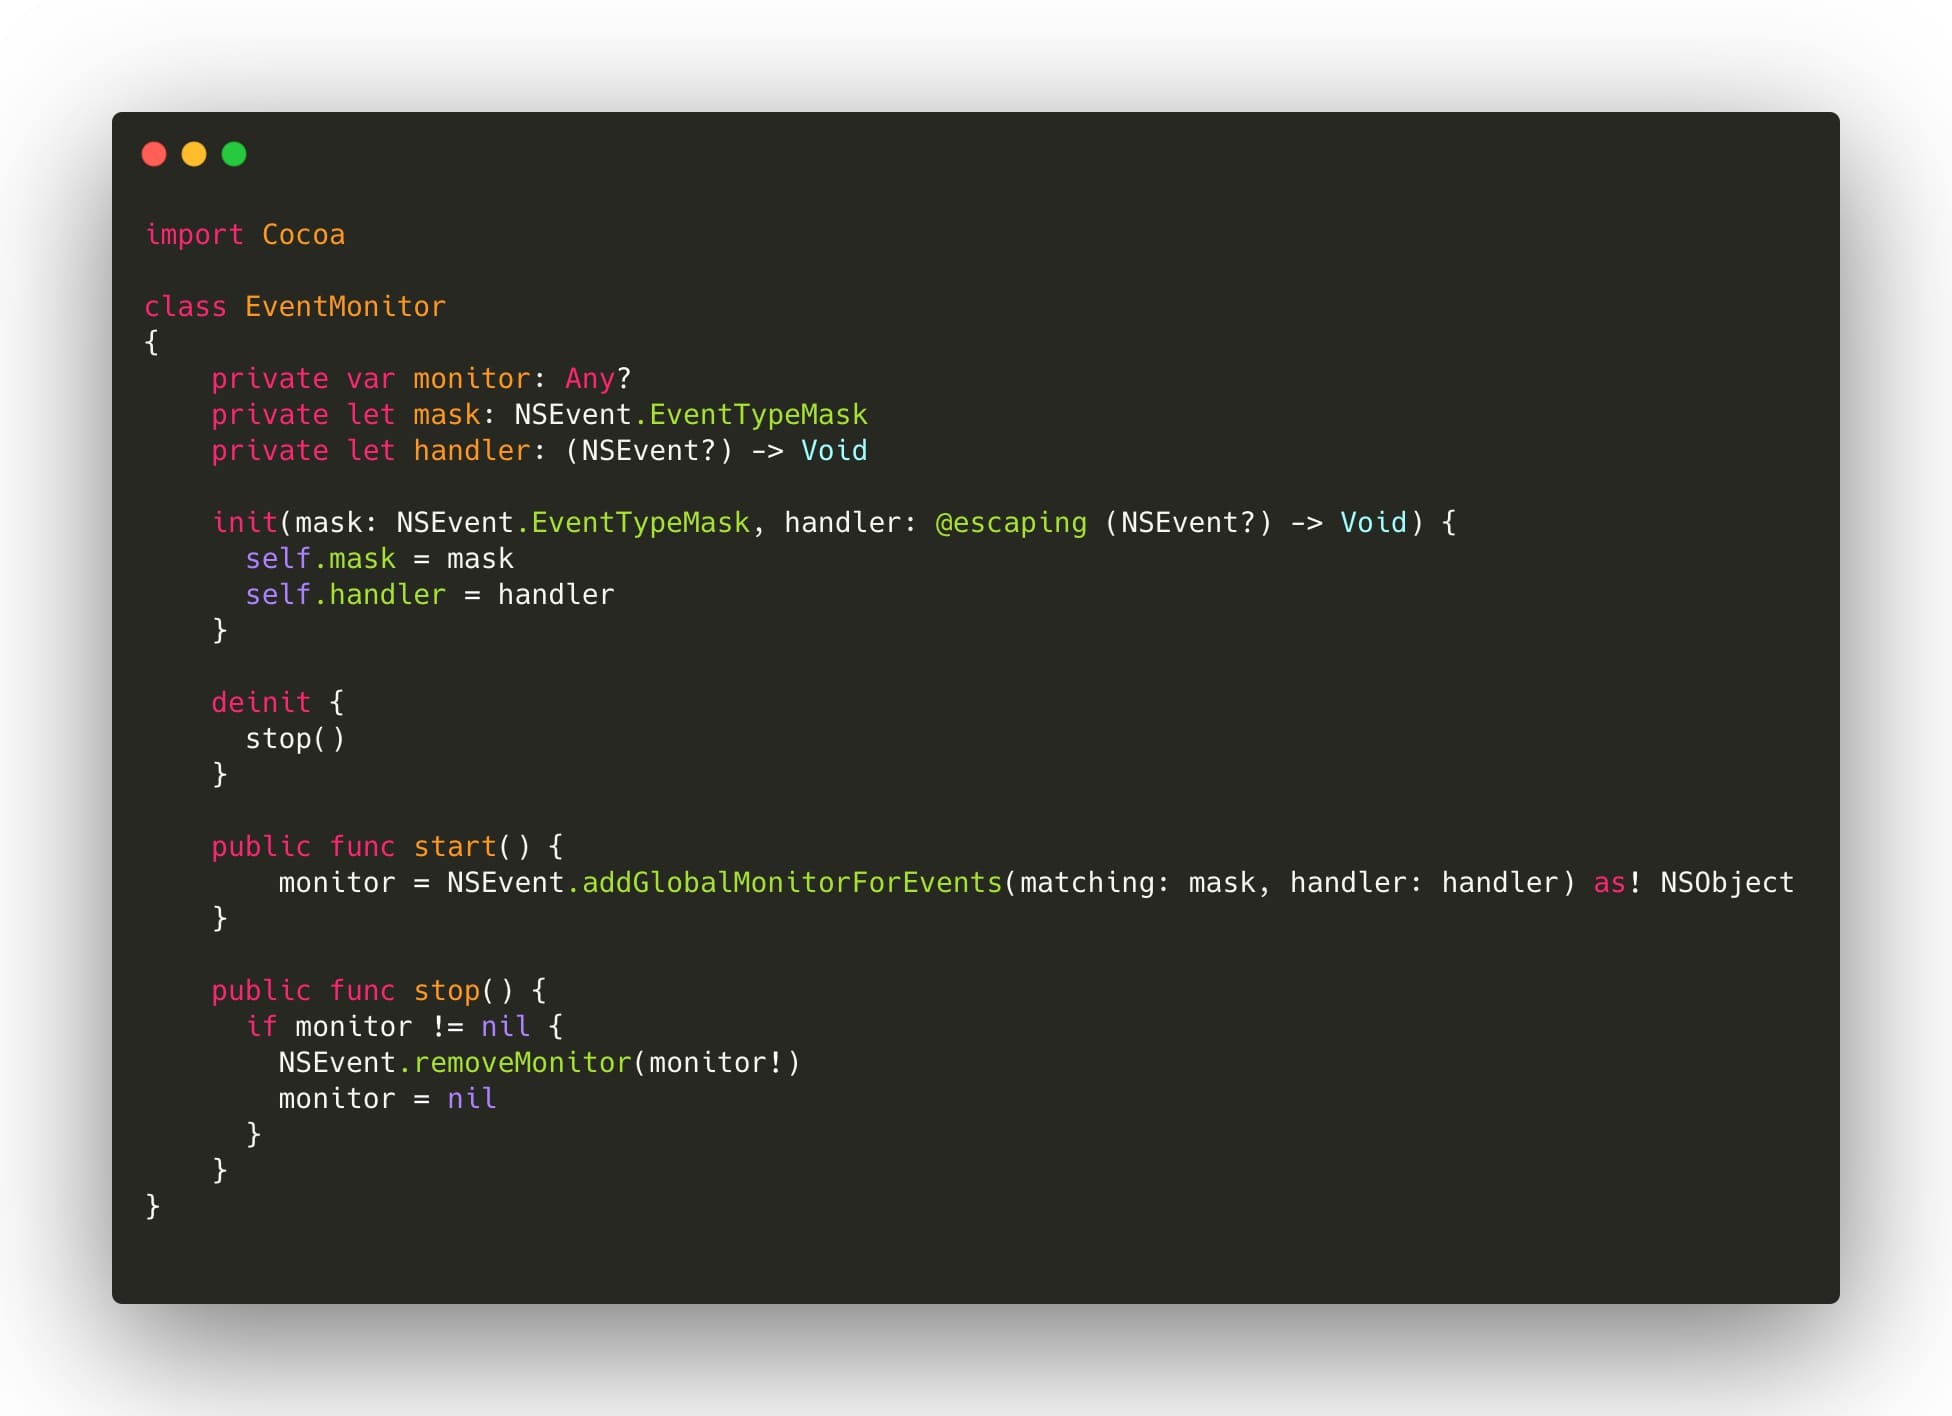 import Cocoa

class EventMonitor
{
    private var monitor: Any?
    private let mask: NSEvent.EventTypeMask
    private let handler: (NSEvent?) -> Void

    init(mask: NSEvent.EventTypeMask, handler: @escaping (NSEvent?) -> Void) {
      self.mask = mask
      self.handler = handler
    }

    deinit {
      stop()
    }

    public func start() {
        monitor = NSEvent.addGlobalMonitorForEvents(matching: mask, handler: handler) as! NSObject
    }

    public func stop() {
      if monitor != nil {
        NSEvent.removeMonitor(monitor!)
        monitor = nil
      }
    }
}